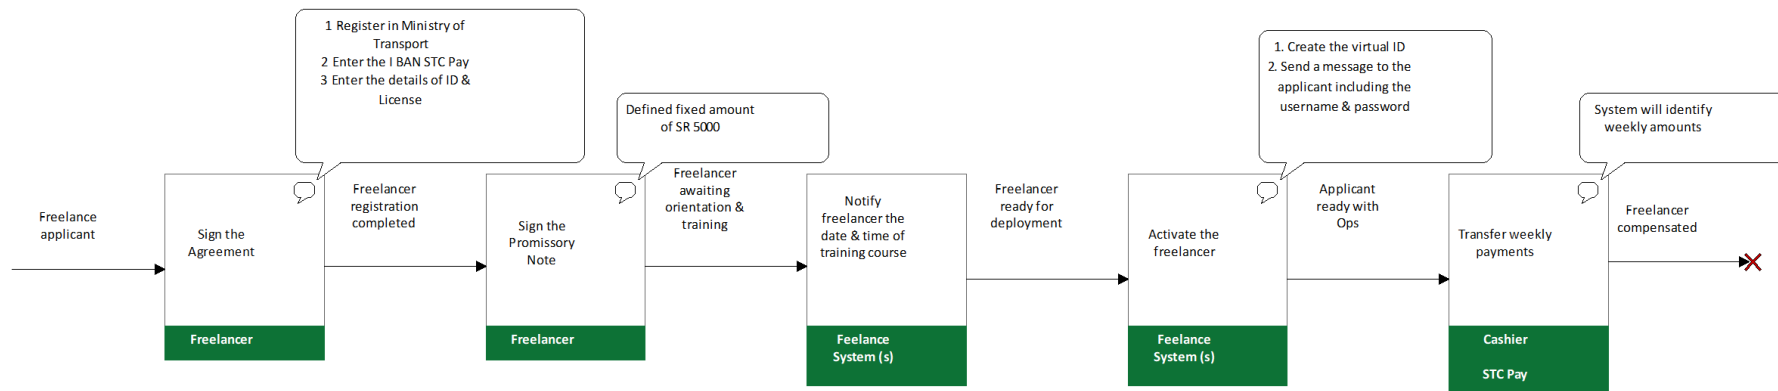 1 Register in Ministry of
Transport
2 Enter the I BAN STC Pay
3 Enter the details of ID &
License
Defined fixed amount
of SR 5000
1. Create the virtual ID
2. Send a message to the
applicant including the
username & password
System will identify
weekly amounts
Freelance
applicant
Sign the
Agreement
Freelancer
Freelancer
registration
completed
Sign the
Promissory
Note
Freelancer
Freelancer
awaiting
orientation &
training
Notify
freelancer the
date & time of
training course
Feelance
System (s)
Freelancer
ready for
deployment
Activate the
freelancer
Feelance
System (s)
Applicant
ready with
Ops
Transfer weekly
payments
Cashier
STC Pay
Freelancer
compensated